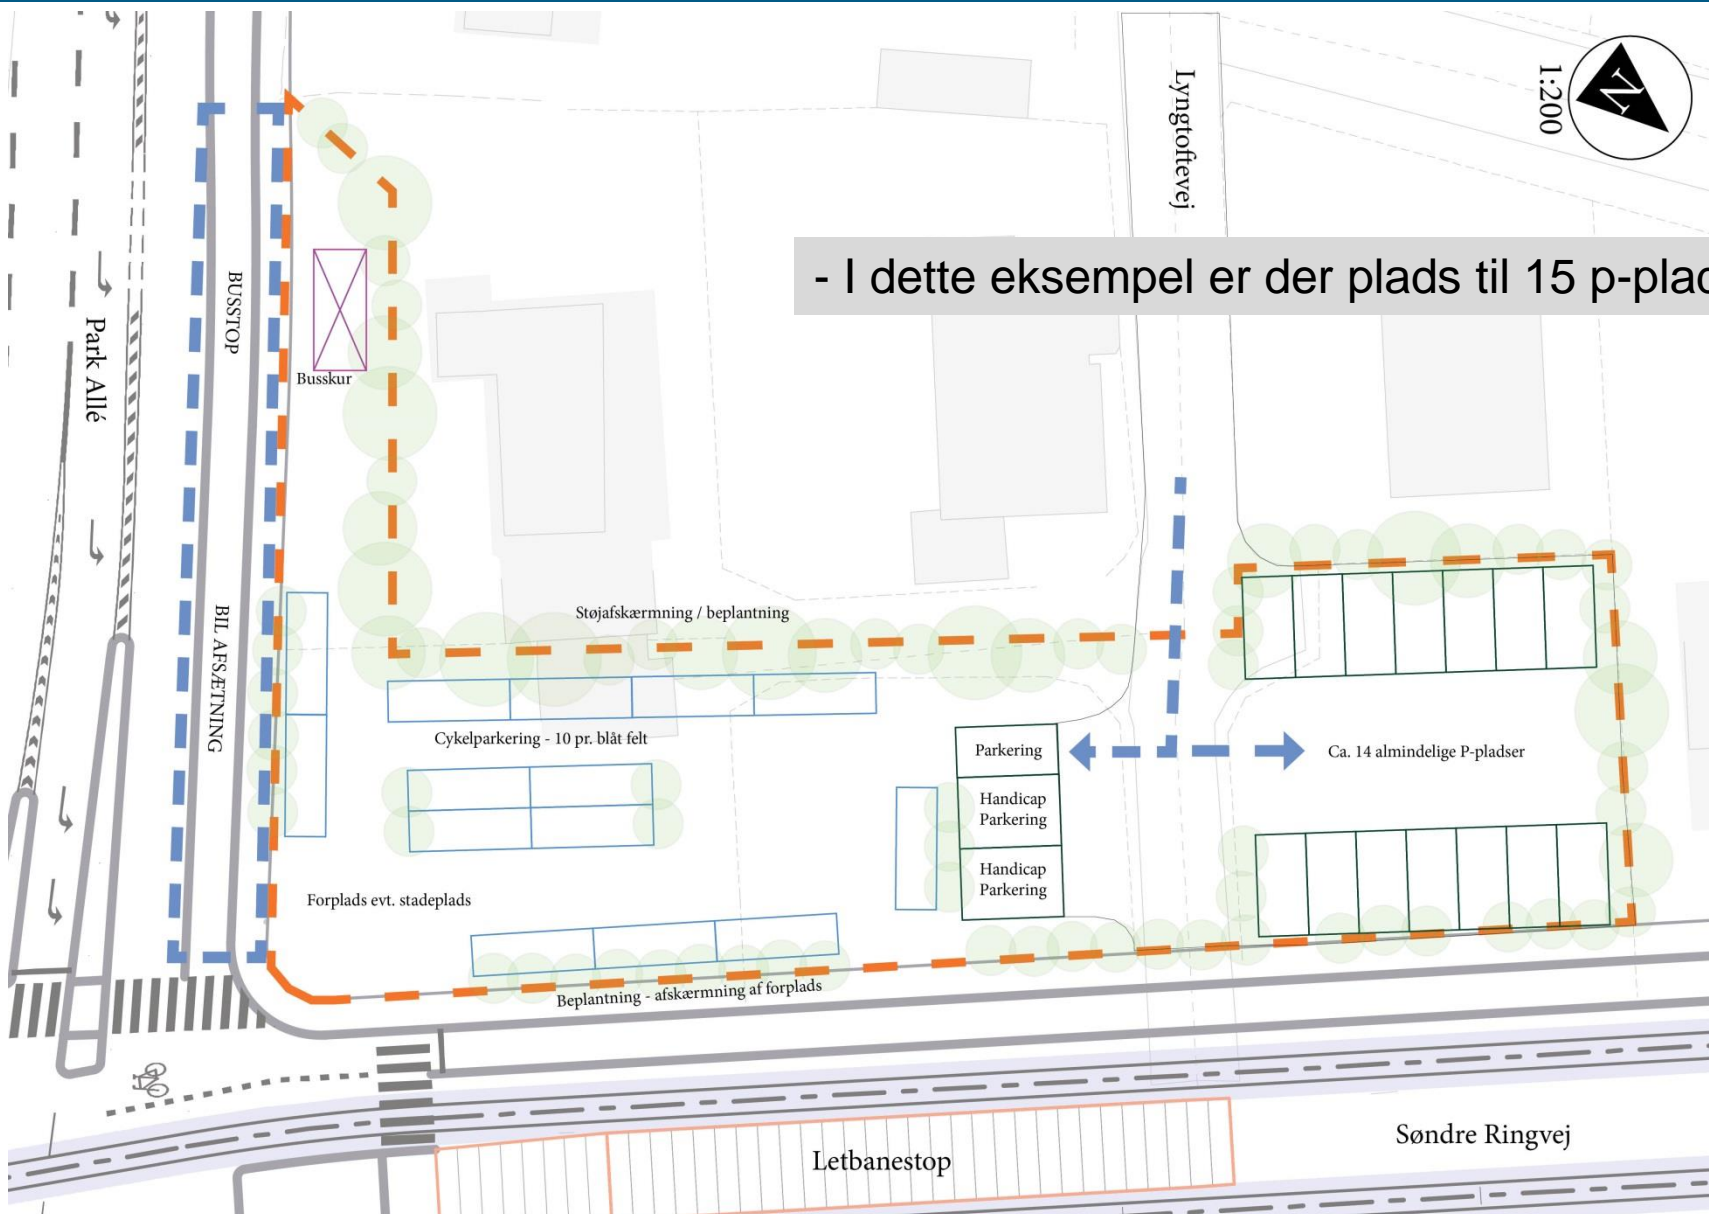 N
1:200
Lyngtoftevej
- I dette eksempel er der plads til 15
BUSSTOP
Park Allé
Busskur
Støjafskærmning / beplantning
BIL AFSÆTNING
Cykelparkering - 10 pr. blåt felt
Parkering
Ca. 14 almindelige P-pladser
Handicap
Parkering
Handicap
Parkering
Forplads evt. stadeplads
Beplantning - afskærmning af forplads
Letbanestop
Søndre Ringvej